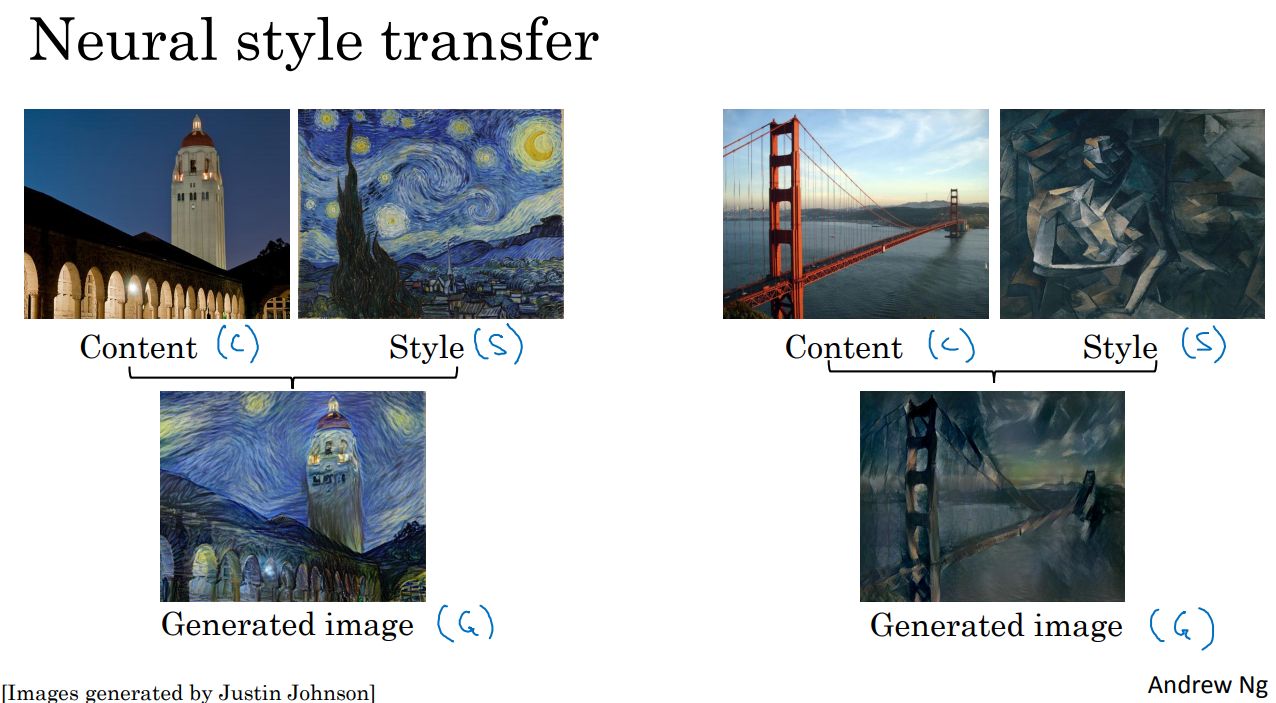 Neural style transfer
Content (C)
Style (S)
Generated image (G)
Content (C)
Style (S)
Generated image (G)
[Images generated by Justin Johnson]
Andrew Ng